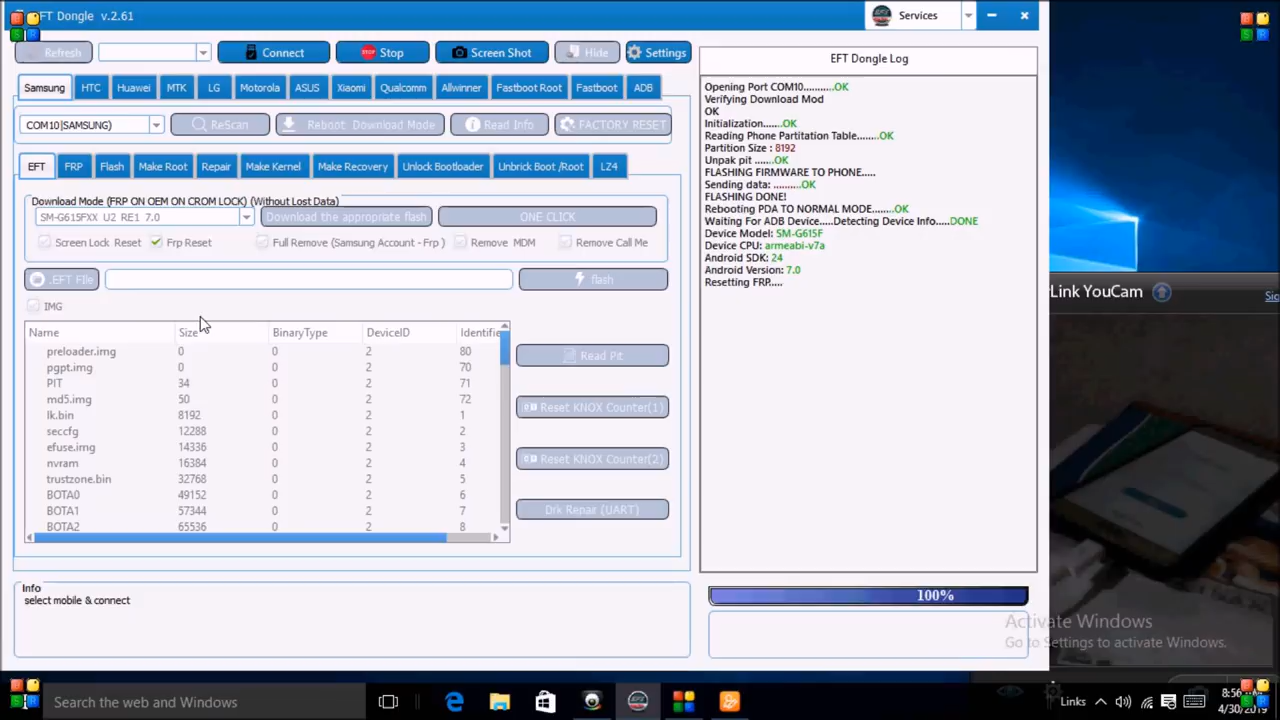 EFT Dongle v.2.61
Services
Refresh
Connect
STOP Stop
Screen Shot
Hide
Settings
Samsung HTC Huawei MTK LG Motorola ASUS Xiaomi Qualcomm Allwinner Fastboot Root Fastboot ADB
COM10|SAMSUNG)
ReScan
Reboot Download Mode
Read Info
FACTORY RESET
EFT FRP Flash Make Root Repair Make Kernel Make Recovery Unlock Bootloader Unbrick Boot /Root LZ4
Download Mode (FRP ON OEM ON CROM LOCK) (Without Lost Data)
SM-G615FXX U2 RE1 7.0
Download the appropriate flash
ONE CLICK
Screen Lock Reset
Frp Reset
Full Remove (Samsung Account - Frp )
Remove MDM
Remove Call Me
.EFT File
flash
IMG
Name Size BinaryType DeviceID Identifie
preloader.img 0 0 2 80
pgpt.img 0 0 2 70
PIT 34 0 2 71
md5.img 50 0 2 72
lk.bin 8192 0 2 1
seccfg 12288 0 2 2
efuse.img 14336 0 2 3
nvram 16384 0 2 4
trustzone.bin 32768 0 2 5
BOTA0 49152 0 2 6
BOTA1 57344 0 2 7
BOTA2 65536 0 2 8
Read Pit
Reset KNOX Counter(1)
Reset KNOX Counter(2)
Drk Repair (UART)
Info
select mobile & connect
EFT Dongle Log
Opening Port COM10..........OK
Verifying Download Mod
OK
Initialization......OK
Reading Phone Partitation Table...OK
Partition Size : 8192
Unpak pit .....OK
FLASHING FIRMWARE TO PHONE.....
Sending data: .......OK
FLASHING DONE!
Rebooting PDA TO NORMAL MODE...OK
Waiting For ADB Device.....Detecting Device Info.....DONE
Device Model: SM-G615F
Device CPU: armeabi-v7a
Android SDK: 24
Android Version: 7.0
Resetting FRP.....
100%
Link YouCam
Activate Windows
Go to Settings to activate Windows.
Search the web and Windows
Links
8:56
4/30/2019